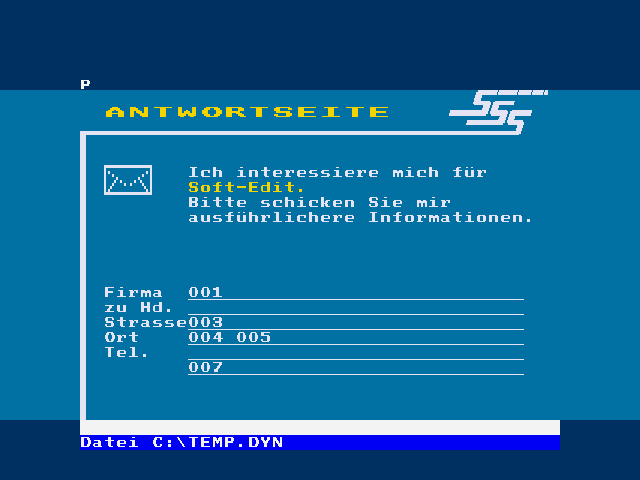 P
ANTWORTSEITE
SSS
Ich interessiere mich für
Soft-Edit.
Bitte schicken Sie mir
ausführlichere Informationen.
Firma 001
zu Hd.
Strasse003
Ort 004 005
Tel.
007
Datei C:\TEMP.DYN